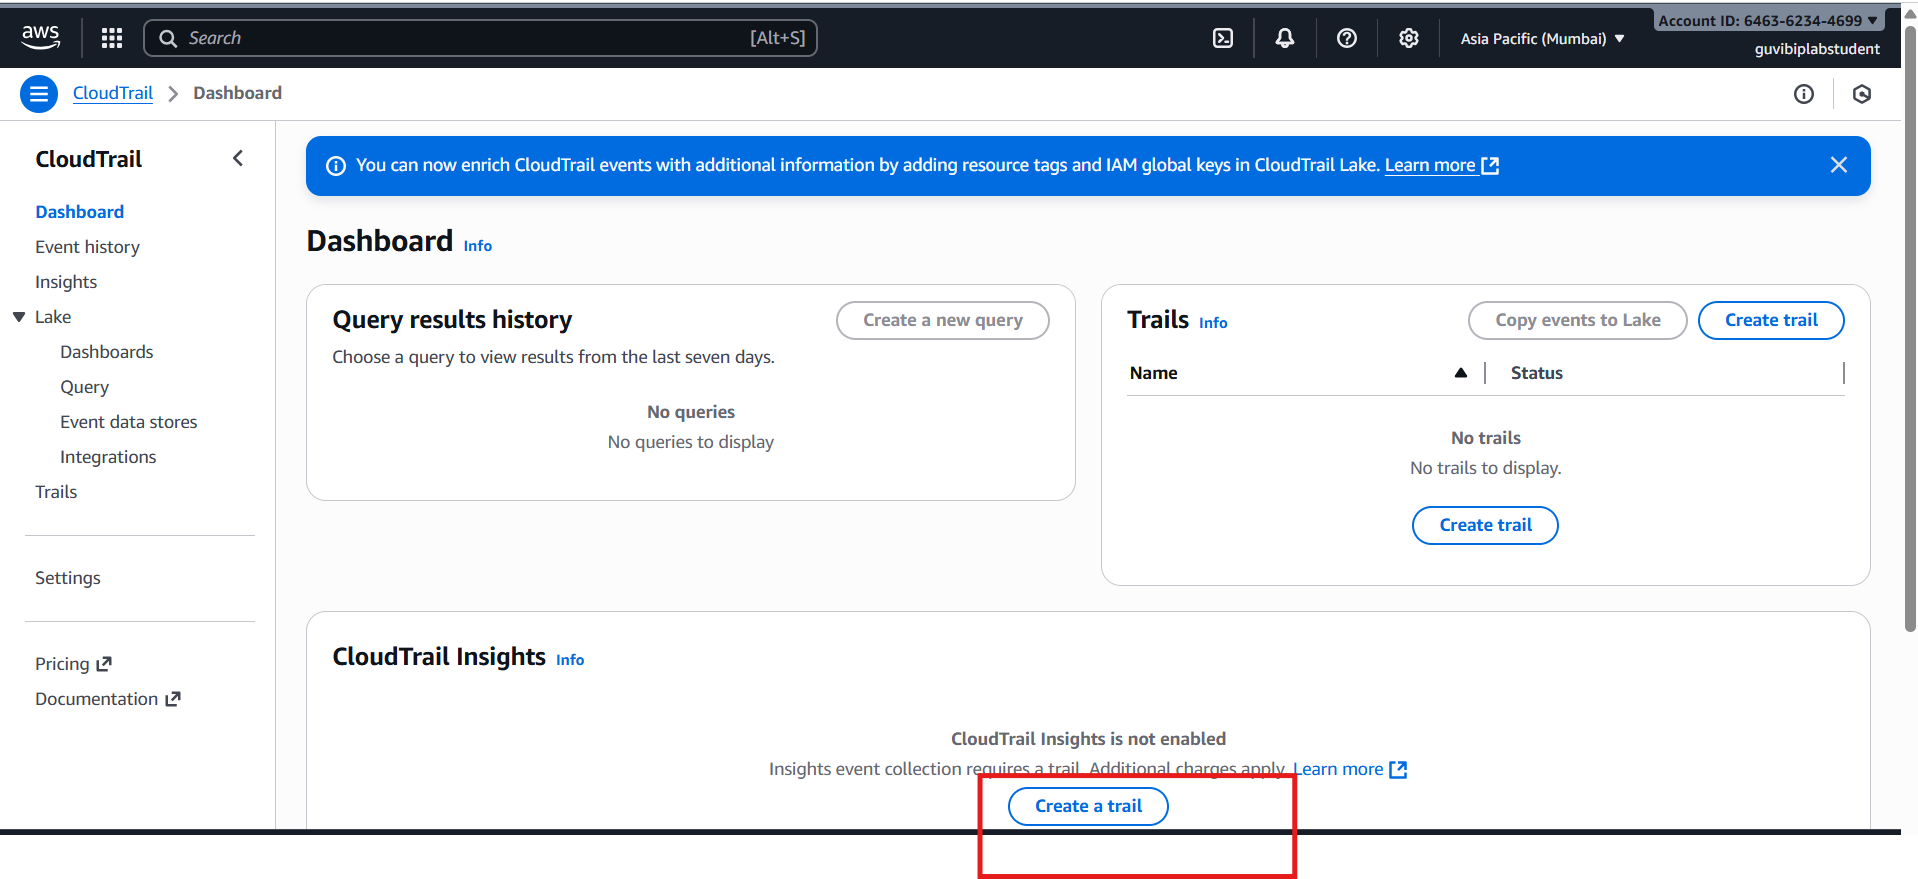 aws
Search
[Alt+S]
Asia Pacific (Mumbai)
Account ID: 6463-6234-4699
guvibiplabstudent
CloudTrail
Dashboard
CloudTrail
Dashboard
Event history
Insights
Lake
Dashboards
Query
Event data stores
Integrations
Trails
Settings
Pricing
Documentation
You can now enrich CloudTrail events with additional information by adding resource tags and IAM global keys in CloudTrail Lake. Learn more
Dashboard Info
Query results history
Create a new query
Choose a query to view results from the last seven days.
No queries
No queries to display
Trails Info
Copy events to Lake
Create trail
Name
Status
No trails
No trails to display.
Create trail
CloudTrail Insights Info
CloudTrail Insights is not enabled
Insights event collection requires a trail. Additional charges apply. Learn more
Create a trail